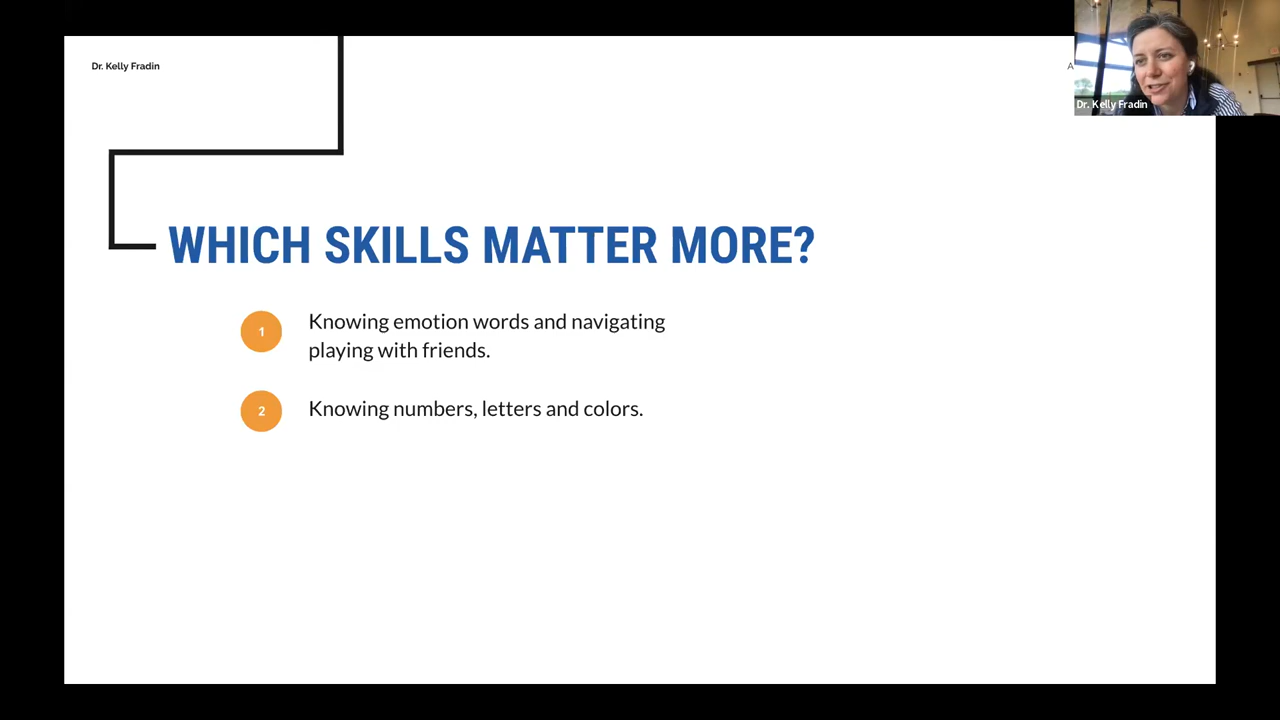 Dr. Kelly Fradin
A
Dr. Kelly Fradin
WHICH SKILLS MATTER MORE?
1
Knowing emotion words and navigating
playing with friends.
2
Knowing numbers, letters and colors.